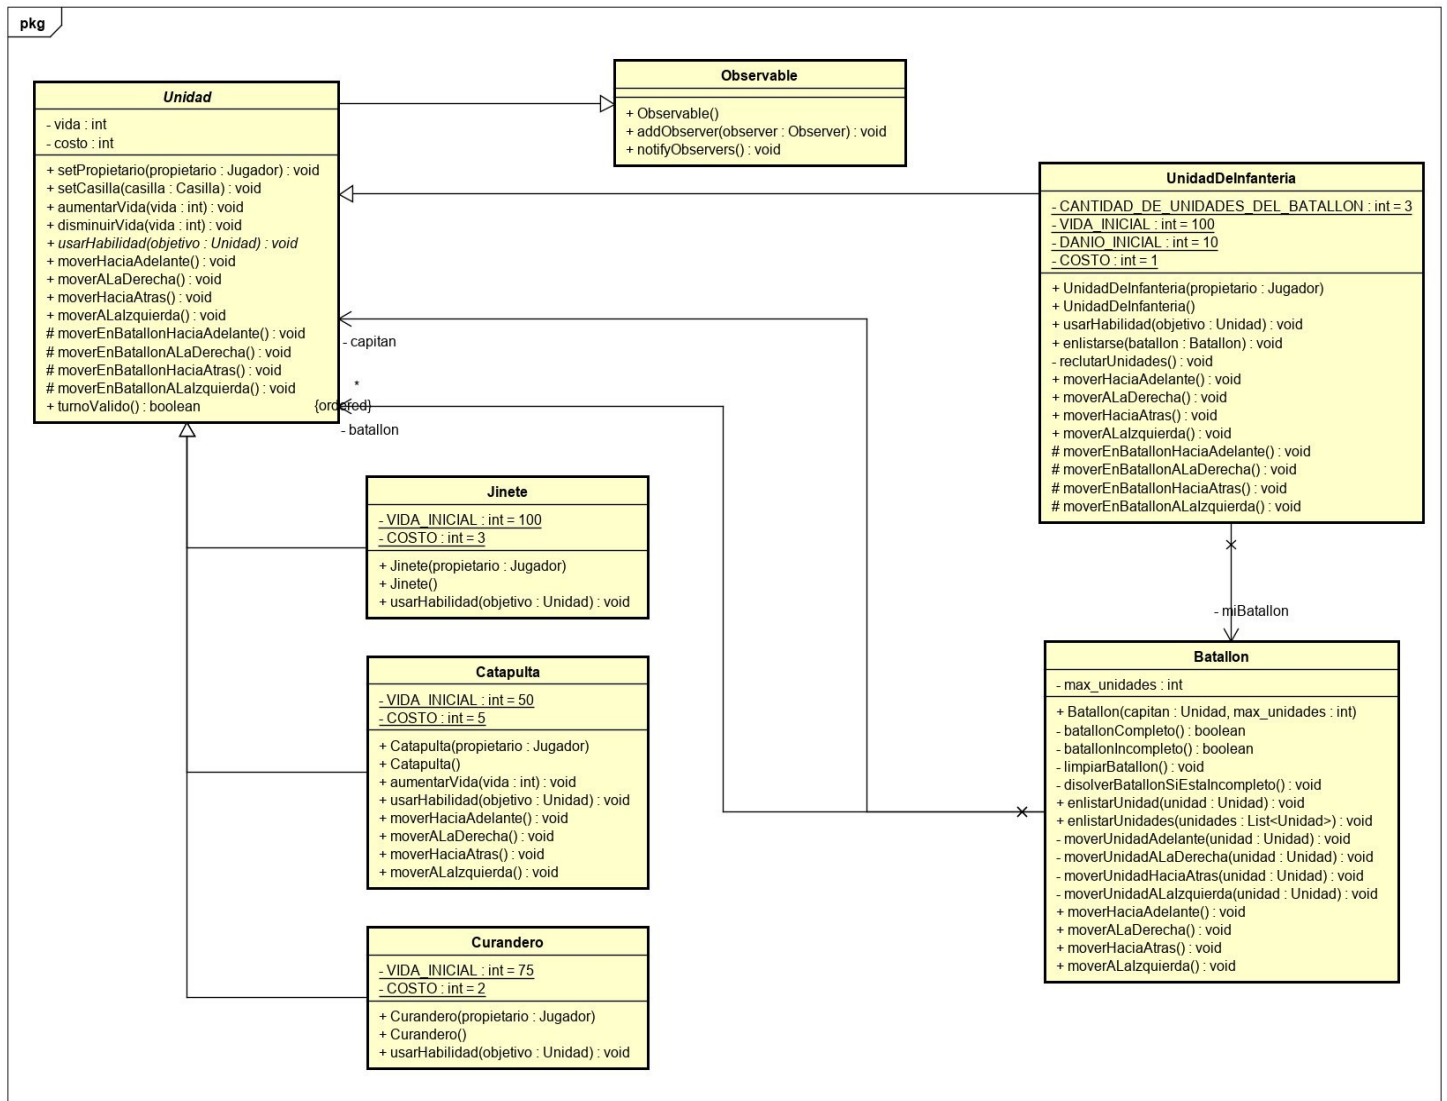 pkg
Unidad
- vida : int
- costo : int
+ setPropietario(propietario : Jugador) : void
+ setCasilla(casilla : Casilla) : void
+ aumentarVida(vida : int) : void
+ disminuirVida(vida : int) : void
+ usarHabilidad(objetivo : Unidad) : void
+ moverHaciaAdelante() : void
+ moverALaDerecha() : void
+ moverHaciaAtras() : void
+ moverALaIzquierda() : void
# moverEnBatallonHaciaAdelante() : void
# moverEnBatallonALaDerecha() : void
# moverEnBatallonHaciaAtras() : void
# moverEnBatallonALaIzquierda() : void
+ turnoValido() : boolean
Observable
+ Observable()
+ addObserver(observer : Observer) : void
+ notifyObservers() : void
UnidadDeInfanteria
- CANTIDAD_DE_UNIDADES_DEL_BATALLON : int = 3
- VIDA_INICIAL : int = 100
- DANIO_INICIAL : int = 10
- COSTO : int = 1
+ UnidadDeInfanteria(propietario : Jugador)
+ UnidadDeInfanteria()
+ usarHabilidad(objetivo : Unidad) : void
+ enlistarse(batallon : Batallon) : void
- reclutarUnidades() : void
+ moverHaciaAdelante() : void
+ moverALaDerecha() : void
+ moverHaciaAtras() : void
+ moverALaIzquierda() : void
# moverEnBatallonHaciaAdelante() : void
# moverEnBatallonALaDerecha() : void
# moverEnBatallonHaciaAtras() : void
# moverEnBatallonALaIzquierda() : void
- capitan
*
{ordered}
- batallon
Jinete
- VIDA_INICIAL : int = 100
- COSTO : int = 3
+ Jinete(propietario : Jugador)
+ Jinete()
+ usarHabilidad(objetivo : Unidad) : void
- miBatallon
Catapulta
- VIDA_INICIAL : int = 50
- COSTO : int = 5
+ Catapulta(propietario : Jugador)
+ Catapulta()
+ aumentarVida(vida : int) : void
+ usarHabilidad(objetivo : Unidad) : void
+ moverHaciaAdelante() : void
+ moverALaDerecha() : void
+ moverHaciaAtras() : void
+ moverALaIzquierda() : void
Batallon
- max_unidades : int
+ Batallon(capitan : Unidad, max_unidades : int)
- batallonCompleto() : boolean
- batallonIncompleto() : boolean
- limpiarBatallon() : void
- disolverBatallonSiEstaIncompleto() : void
+ enlistarUnidad(unidad : Unidad) : void
+ enlistarUnidades(unidades : List<Unidad>) : void
- moverUnidadAdelante(unidad : Unidad) : void
- moverUnidadALaDerecha(unidad : Unidad) : void
- moverUnidadHaciaAtras(unidad : Unidad) : void
- moverUnidadALaIzquierda(unidad : Unidad) : void
+ moverHaciaAdelante() : void
+ moverALaDerecha() : void
+ moverHaciaAtras() : void
+ moverALaIzquierda() : void
Curandero
- VIDA_INICIAL : int = 75
- COSTO : int = 2
+ Curandero(propietario : Jugador)
+ Curandero()
+ usarHabilidad(objetivo : Unidad) : void